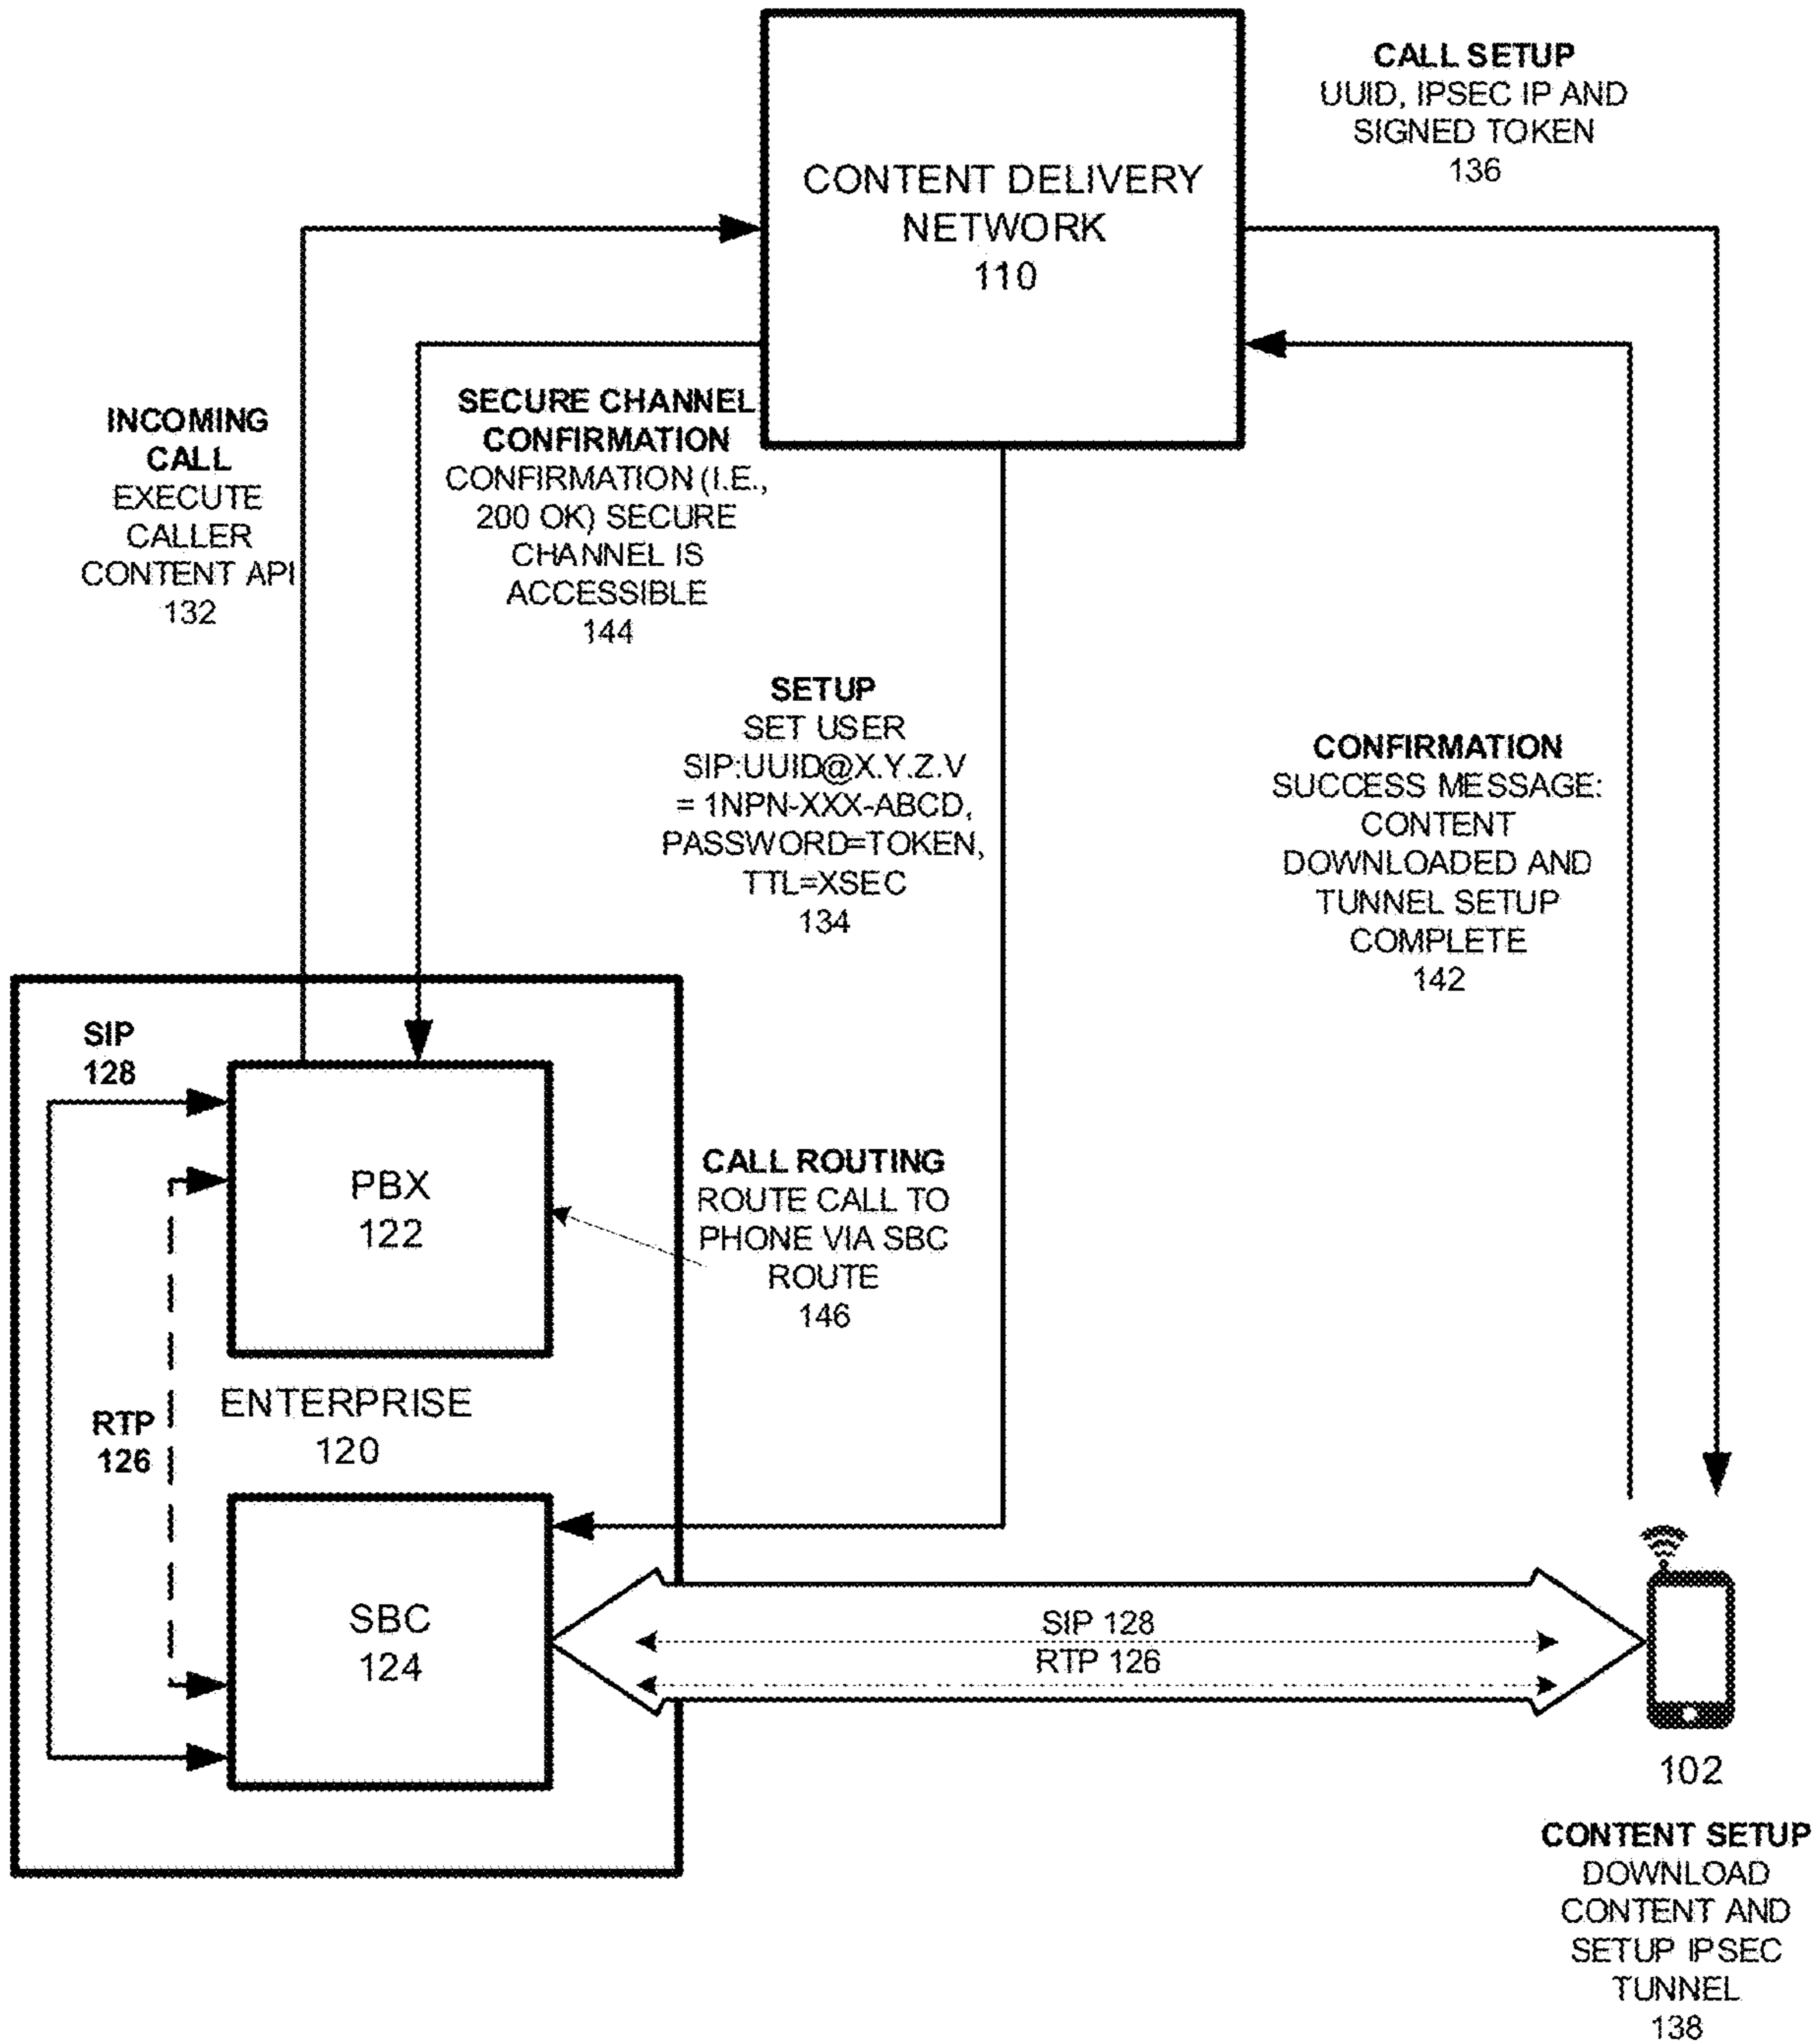 CALL SETUP
UUID, IPSEC IP AND
SIGNED TOKEN
136
CONTENT DELIVERY
NETWORK
110
INCOMING
CALL
EXECUTE
CALLER
CONTENT API
132
SECURE CHANNEL
CONFIRMATION
CONFIRMATION (I.E.,
200 OK) SECURE
CHANNEL IS
ACCESSIBLE
144
SETUP
SET USER
SIP:UUID@X.Y.Z.V
= 1NPN-XXX-ABCD,
PASSWORD=TOKEN,
TTL=XSEC
134
CONFIRMATION
SUCCESS MESSAGE:
CONTENT
DOWNLOADED AND
TUNNEL SETUP
COMPLETE
142
SIP
128
PBX
122
CALL ROUTING
ROUTE CALL TO
PHONE VIA SBC
ROUTE
146
RTP
126
ENTERPRISE
120
SBC
124
SIP 128
RTP 126
102
CONTENT SETUP
DOWNLOAD
CONTENT AND
SETUP IPSEC
TUNNEL
138